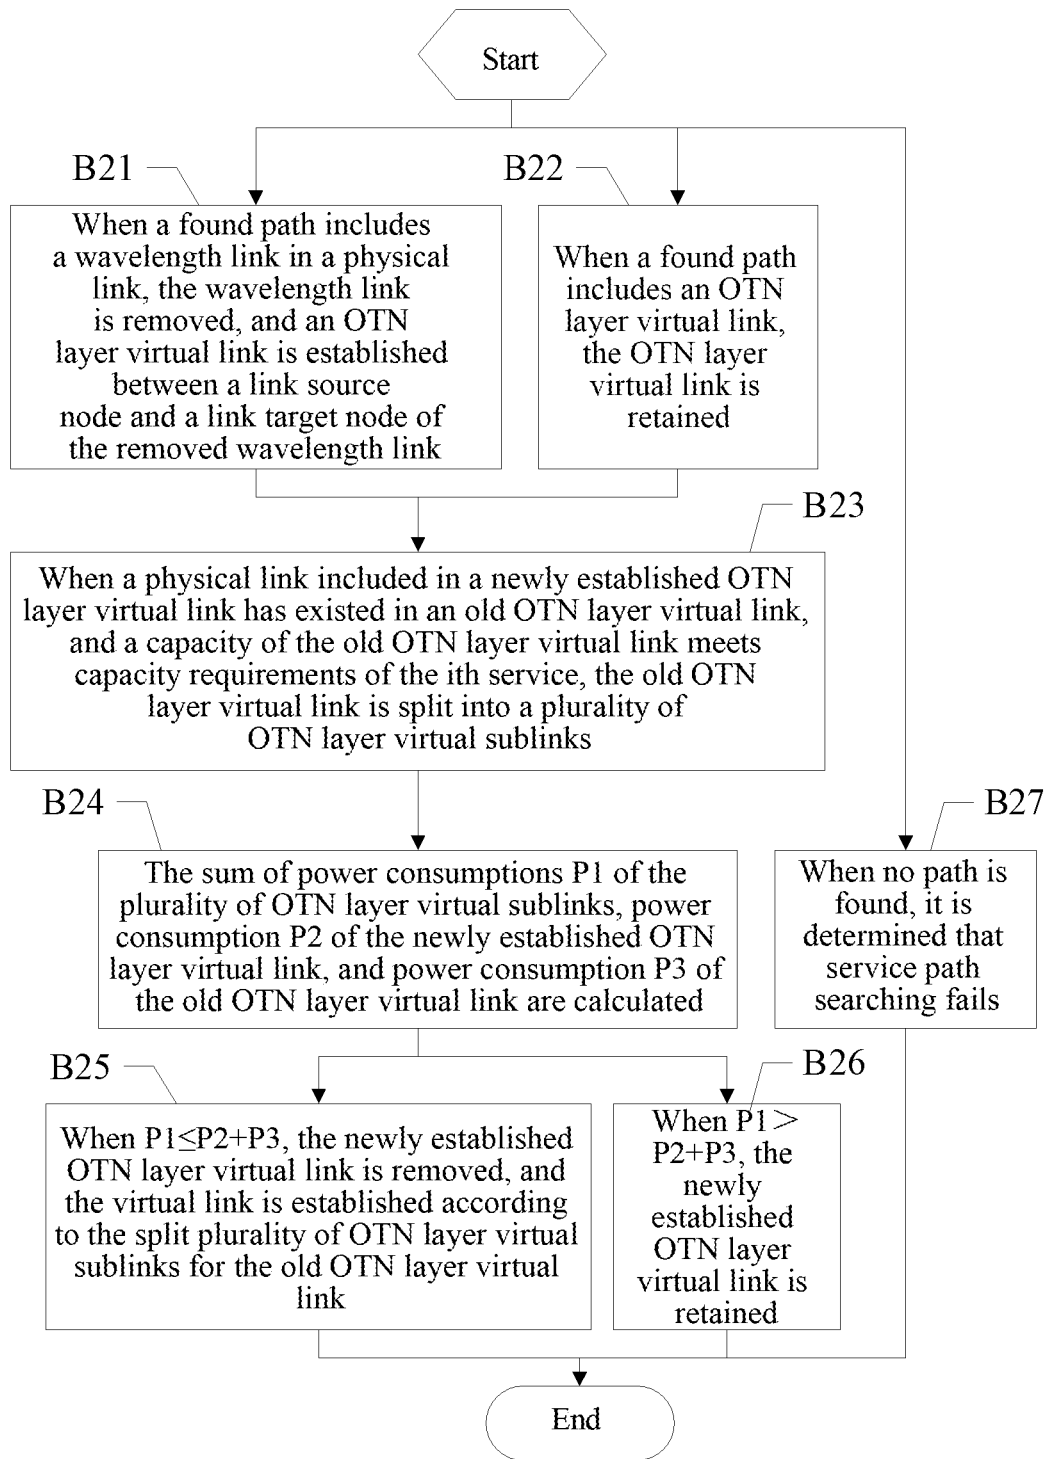 Start
B21
B22
When a found path includes
a wavelength link in a physical
link, the wavelength link
is removed, and an OTN
layer virtual link is established
between a link source
node and a link target node of
the removed wavelength link
When a found path
includes an OTN
layer virtual link,
the OTN layer
virtual link is
retained
B23
When a physical link included in a newly established OTN
layer virtual link has existed in an old OTN layer virtual link,
and a capacity of the old OTN layer virtual link meets
capacity requirements of the ith service, the old OTN
layer virtual link is split into a plurality of
OTN layer virtual sublinks
B24
B27
The sum of power consumptions P1 of the
plurality of OTN layer virtual sublinks, power
consumption P2 of the newly established OTN
layer virtual link, and power consumption P3 of
the old OTN layer virtual link are calculated
When no path is
found, it is
determined that
service path
searching fails
B25
B26
When P1≤P2+P3, the newly established
OTN layer virtual link is removed, and
the virtual link is established according
to the split plurality of OTN layer virtual
sublinks for the old OTN layer virtual
link
When P1＞
P2+P3, the
newly
established
OTN layer
virtual link is
retained
End